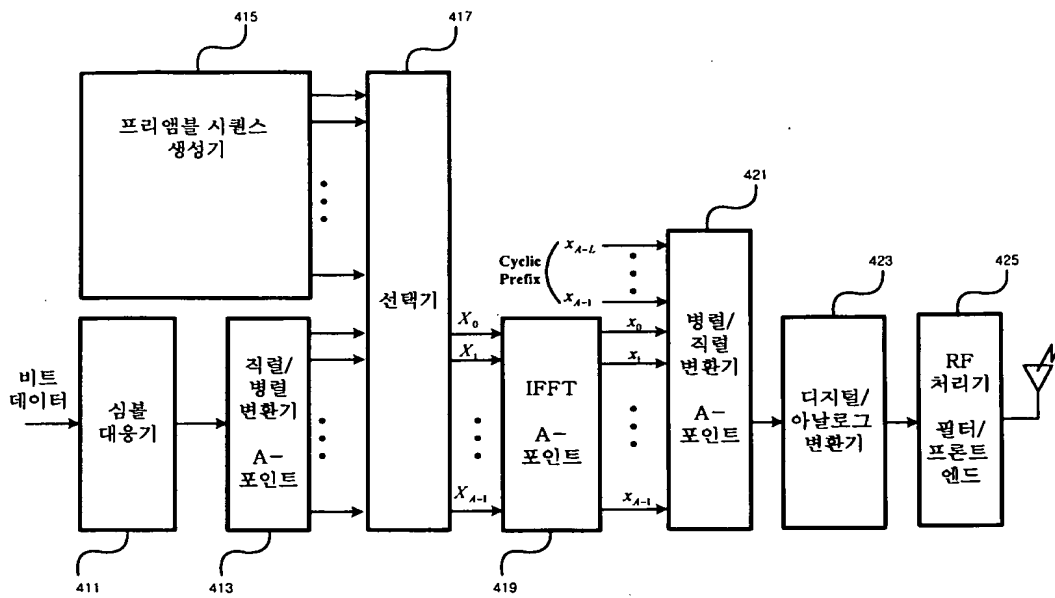 415
417
프리앰블 시퀀스
생성기
421
423
425
Cyclic
Prefix
x_{A-L}
x_{A-1}
선택기
X_0
X_1
X_{A-1}
x_0
x_1
x_{A-1}
병렬/
직렬
변환기
A-
포인트
비트
데이터
심볼
대응기
직렬/
병렬
변환기
A-
포인트
IFFT
A-
포인트
디지털/
아날로그
변환기
RF
처리기
필터/
프론트
엔드
411
413
419